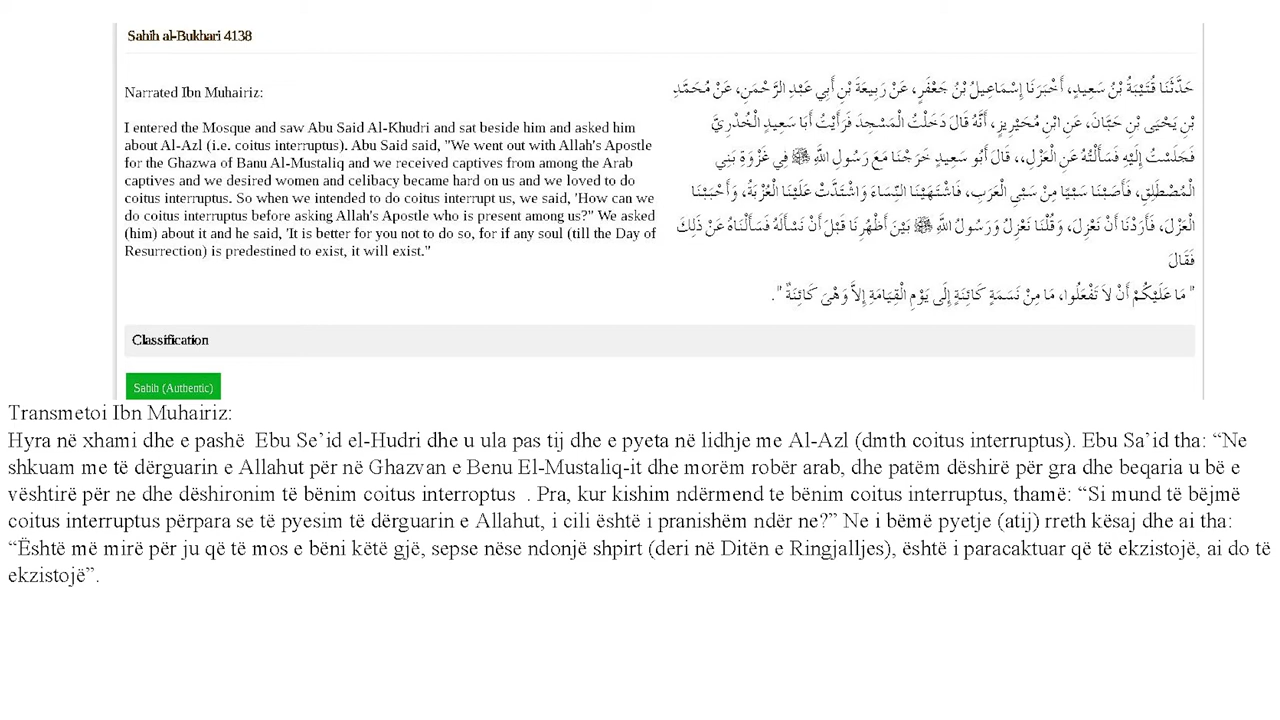 Sahih al-Bukhari 4138
Narrated Ibn Muhairiz:
I entered the Mosque and saw Abu Said Al-Khudri and sat beside him and asked him
about Al-Azl (i.e. coitus interruptus). Abu Said said, "We went out with Allah's Apostle
for the Ghazwa of Banu Al-Mustaliq and we received captives from among the Arab
captives and we desired women and celibacy became hard on us and we loved to do
coitus interruptus. So when we intended to do coitus interrupt us, we said, 'How can we
do coitus interruptus before asking Allah's Apostle who is present among us?" We asked
(him) about it and he said, 'It is better for you not to do so, for if any soul (till the Day of
Resurrection) is predestined to exist, it will exist."
حَدَّثَنَا قُتَيْبَةُ بْنُ سَعِيدٍ، أَخْبَرَنَا إِسْمَاعِيلُ بْنُ جَعْفَرٍ، عَنْ رَبِيعَةَ بْنِ أَبِي عَبْدِ الرَّحْمَنِ، عَنْ مُحَمَّدِ
بْنِ يَحْيَى بْنِ حَبَّانَ، عَنِ ابْنِ مُحَيْرِيزٍ، أَنَّهُ قَالَ دَخَلْتُ الْمَسْجِدَ فَرَأَيْتُ أَبَا سَعِيدٍ الْخُدْرِيَّ
فَجَلَسْتُ إِلَيْهِ فَسَأَلْتُهُ عَنِ الْعَزْلِ،، قَالَ أَبُو سَعِيدٍ خَرَجْنَا مَعَ رَسُولِ اللَّهِ ﷺ فِي غَزْوَةِ بَنِي
الْمُصْطَلِقِ، فَأَصَبْنَا سَبْيًا مِنْ سَبْىِ الْعَرَبِ، فَاشْتَهَيْنَا النِّسَاءَ وَاشْتَدَّتْ عَلَيْنَا الْعُزْبَةُ، وَأَحْبَبْنَا
الْعَزْلَ، فَأَرَدْنَا أَنْ نَعْزِلَ، وَقُلْنَا نَعْزِلُ وَرَسُولُ اللَّهِ ﷺ بَيْنَ أَظْهُرِنَا قَبْلَ أَنْ نَسْأَلَهُ فَسَأَلْنَاهُ عَنْ ذَلِكَ
فَقَالَ
" مَا عَلَيْكُمْ أَنْ لاَ تَفْعَلُوا، مَا مِنْ نَسَمَةٍ كَائِنَةٍ إِلَى يَوْمِ الْقِيَامَةِ إِلاَّ وَهْىَ كَائِنَةٌ ".
Classification
Sahih (Authentic)
Transmetoi Ibn Muhairiz:
Hyra në xhami dhe e pashë Ebu Se’id el-Hudri dhe u ula pas tij dhe e pyeta në lidhje me Al-Azl (dmth coitus interruptus). Ebu Sa’id tha: “Ne
shkuam me të dërguarin e Allahut për në Ghazvan e Benu El-Mustaliq-it dhe morëm robër arab, dhe patëm dëshirë për gra dhe beqaria u bë e
vështirë për ne dhe dëshironim të bënim coitus interroptus . Pra, kur kishim ndërmend te bënim coitus interruptus, thamë: “Si mund të bëjmë
coitus interruptus përpara se të pyesim të dërguarin e Allahut, i cili është i pranishëm ndër ne?” Ne i bëmë pyetje (atij) rreth kësaj dhe ai tha:
“Është më mirë për ju që të mos e bëni këtë gjë, sepse nëse ndonjë shpirt (deri në Ditën e Ringjalljes), është i paracaktuar që të ekzistojë, ai do të
ekzistojë”.